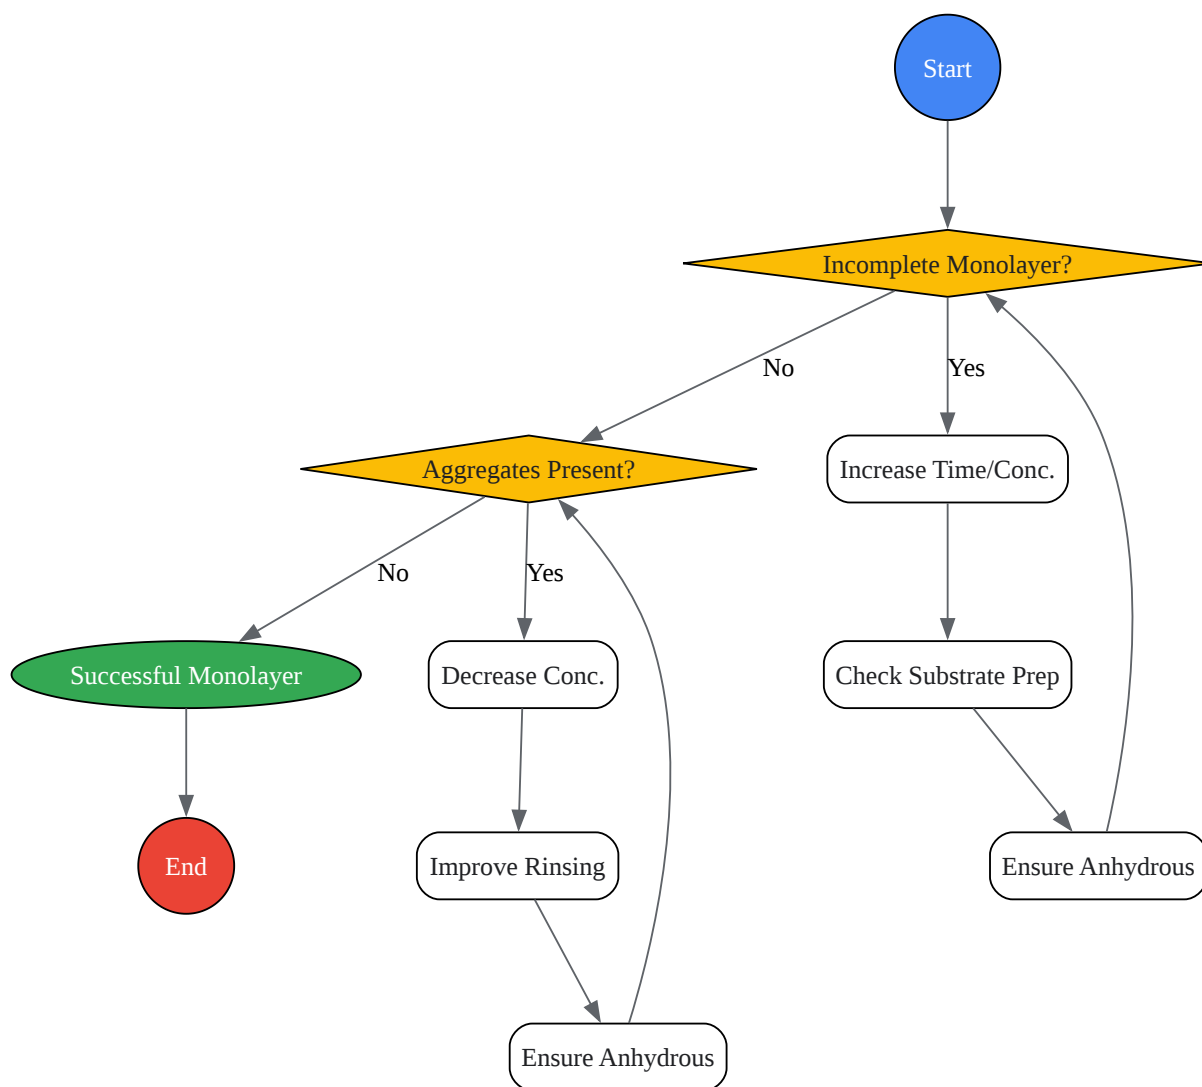 Start
Incomplete Monolayer?
No
Yes
Aggregates Present?
Increase Time/Conc.
No
Yes
Successful Monolayer
Decrease Conc.
Check Substrate Prep
End
Improve Rinsing
Ensure Anhydrous
Ensure Anhydrous